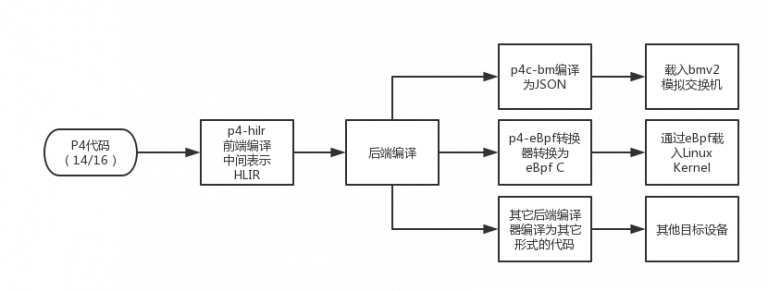 P4代码
（14/16）
p4-hilr
前端编译
中间表示
HLIR
后端编译
p4c-bm编译
为JSON
载入bmv2
模拟交换机
p4-eBpf转换
器转换为
eBpf C
通过eBpf载
入Linux
Kernel
其它后端编译
器编译为其它
形式的代码
其他目标设备